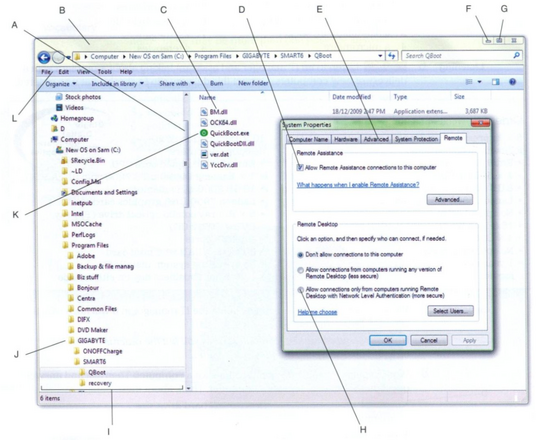 D
E
F
G
C
B
A
Computer ▸ New OS on Sam (C:) ▸ Program Files ▸ GIGABYTE ▸ SMART6 ▸ QBoot
Search QBoot
File Edit View Tools Help
Organize Include in library Share with Burn New folder
Name Date modified Type Size
Stock photos
Videos
Homegroup
D
Computer
New OS on Sam (C:)
$Recycle.Bin
~LD
Config.Msi
Documents and Settings
inetpub
Intel
MSOCache
PerfLogs
Program Files
Adobe
Backup & file manag
Biz stuff
Bonjour
Centra
Common Files
DIFX
DVD Maker
GIGABYTE
ONOFFCharge
SMART6
QBoot
recovery
BM.dll 18/12/2009 2:47 PM Application extens... 3,687 KB
DCK64.dll
QuickBoot.exe
QuickBootDll.dll
ver.dat
YccDrv.dll
System Properties
Computer Name Hardware Advanced System Protection Remote
Remote Assistance
Allow Remote Assistance connections to this computer
What happens when I enable Remote Assistance?
Advanced...
Remote Desktop
Click an option, and then specify who can connect, if needed.
Don't allow connections to this computer
Allow connections from computers running any version of
Remote Desktop (less secure)
Allow connections only from computers running Remote
Desktop with Network Level Authentication (more secure)
Help me choose
Select Users...
OK Cancel Apply
6 items
L
K
J
I
H